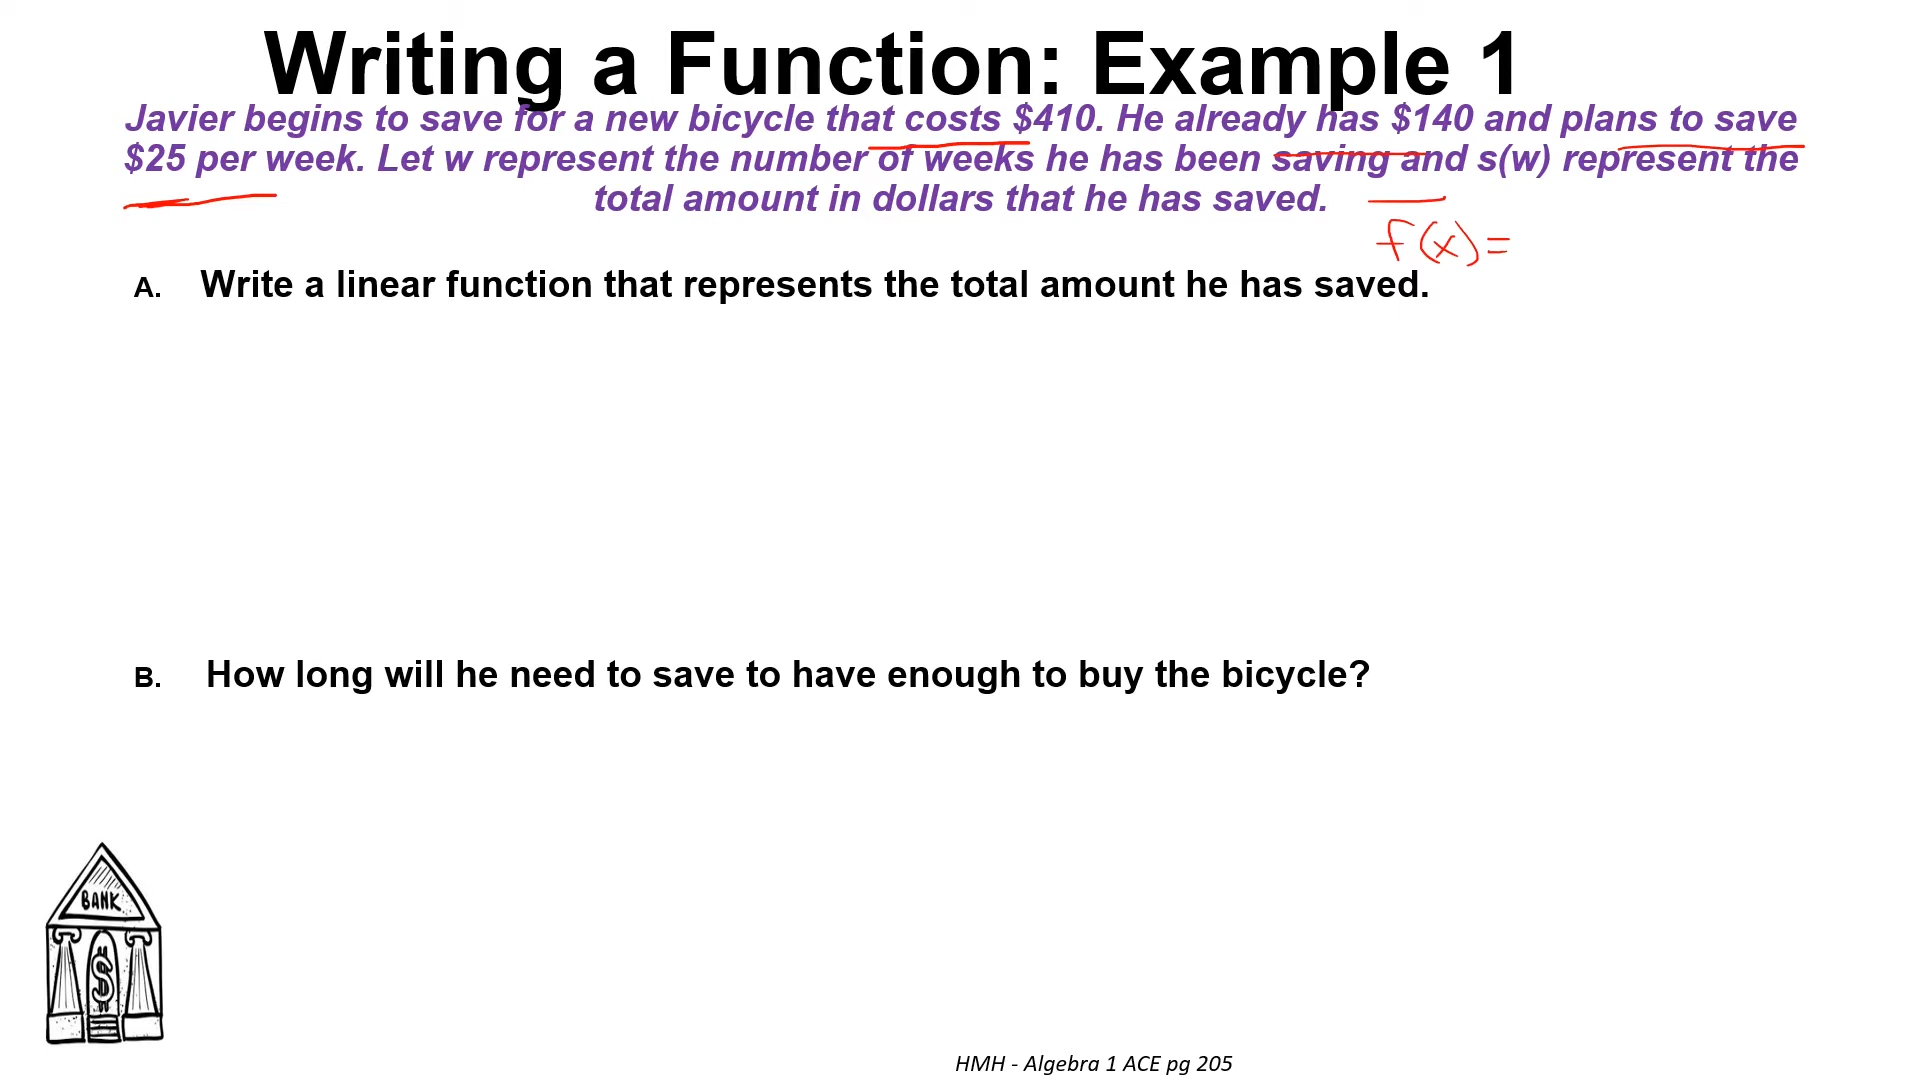 Writing a Function: Example 1
Javier begins to save for a new bicycle that costs $410. He already has $140 and plans to save
$25 per week. Let w represent the number of weeks he has been saving and s(w) represent the
total amount in dollars that he has saved.
f(x)=
A. Write a linear function that represents the total amount he has saved.
B. How long will he need to save to have enough to buy the bicycle?
BANK
$
HMH - Algebra 1 ACE pg 205